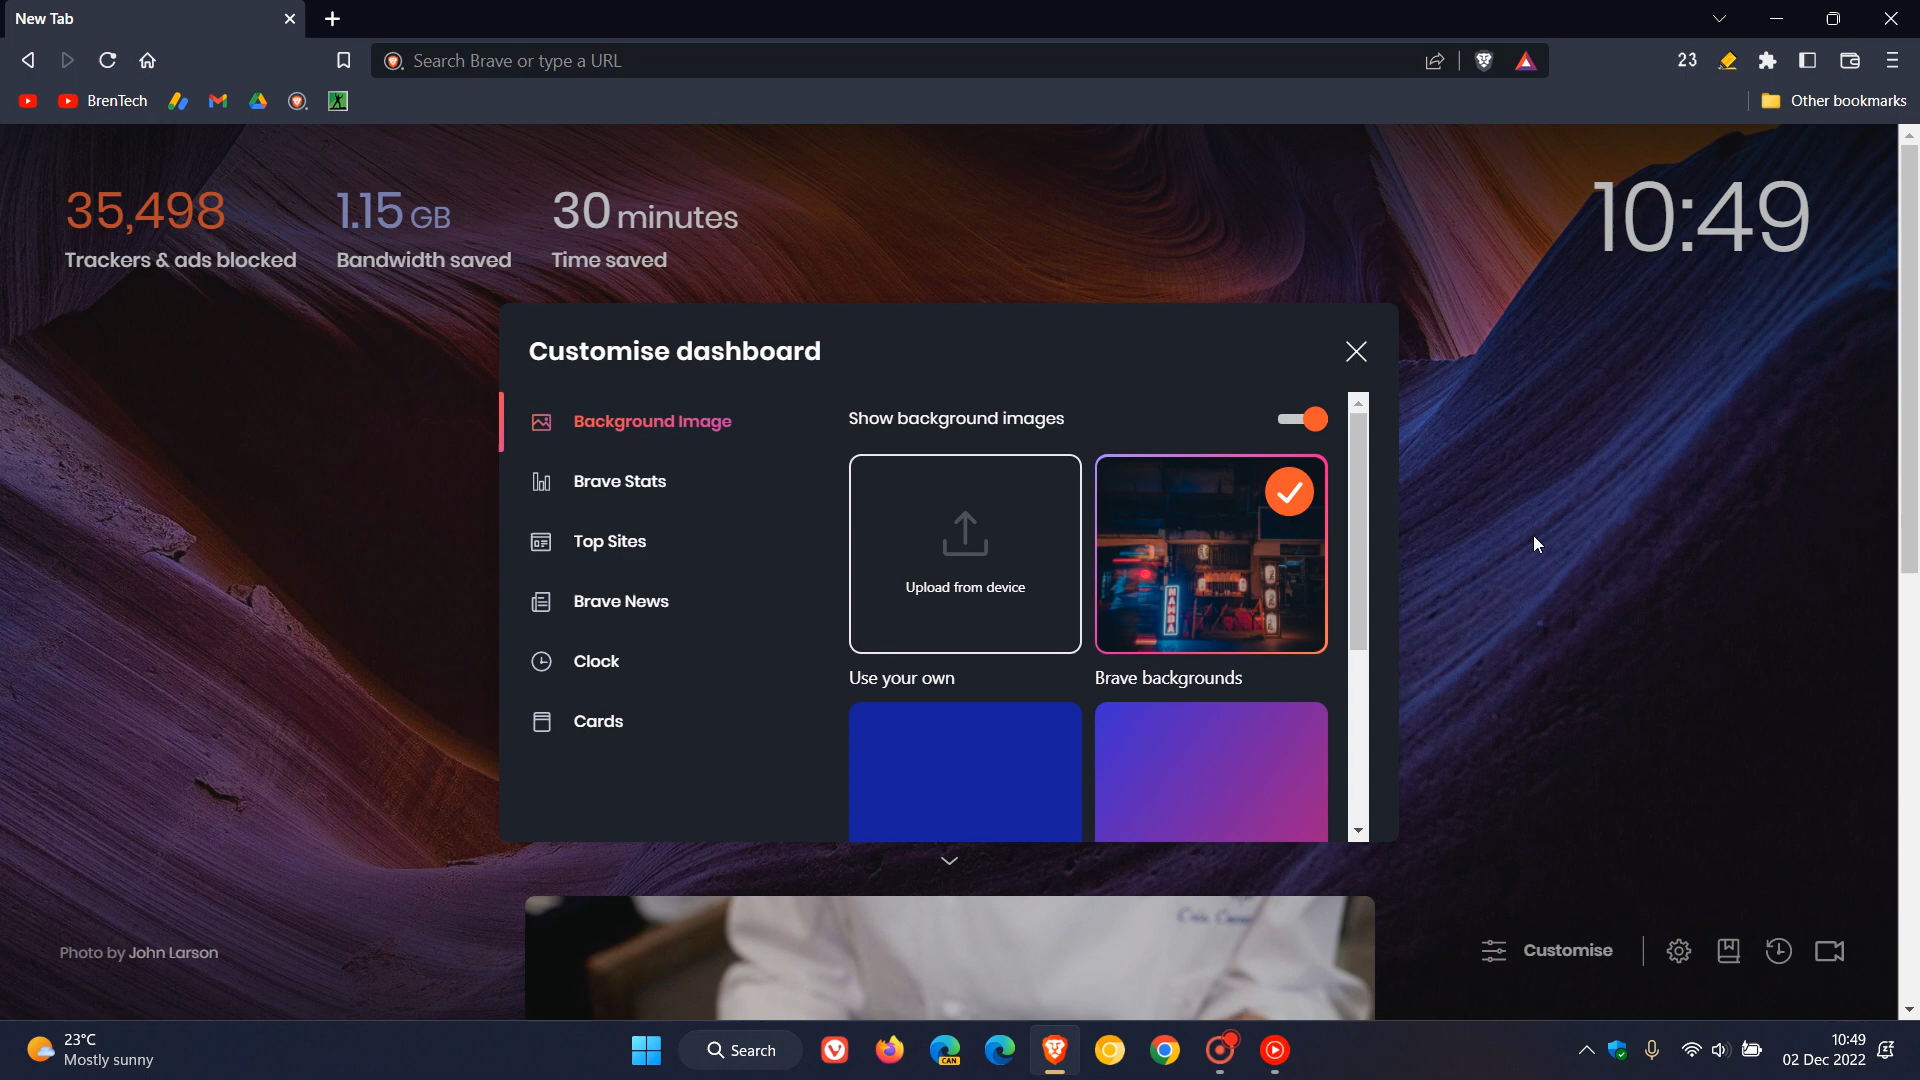 New Tab
Search Brave or type a URL
23
BrenTech
Other bookmarks
35,498
Trackers & ads blocked
1.15 GB
Bandwidth saved
30 minutes
Time saved
10:49
Customise dashboard
Background Image
Brave Stats
Top Sites
Brave News
Clock
Cards
Show background images
Upload from device
NAMDA
Use your own
Brave backgrounds
Photo by John Larson
Customise
23°C
Mostly sunny
Search
CAN
10:49
02 Dec 2022